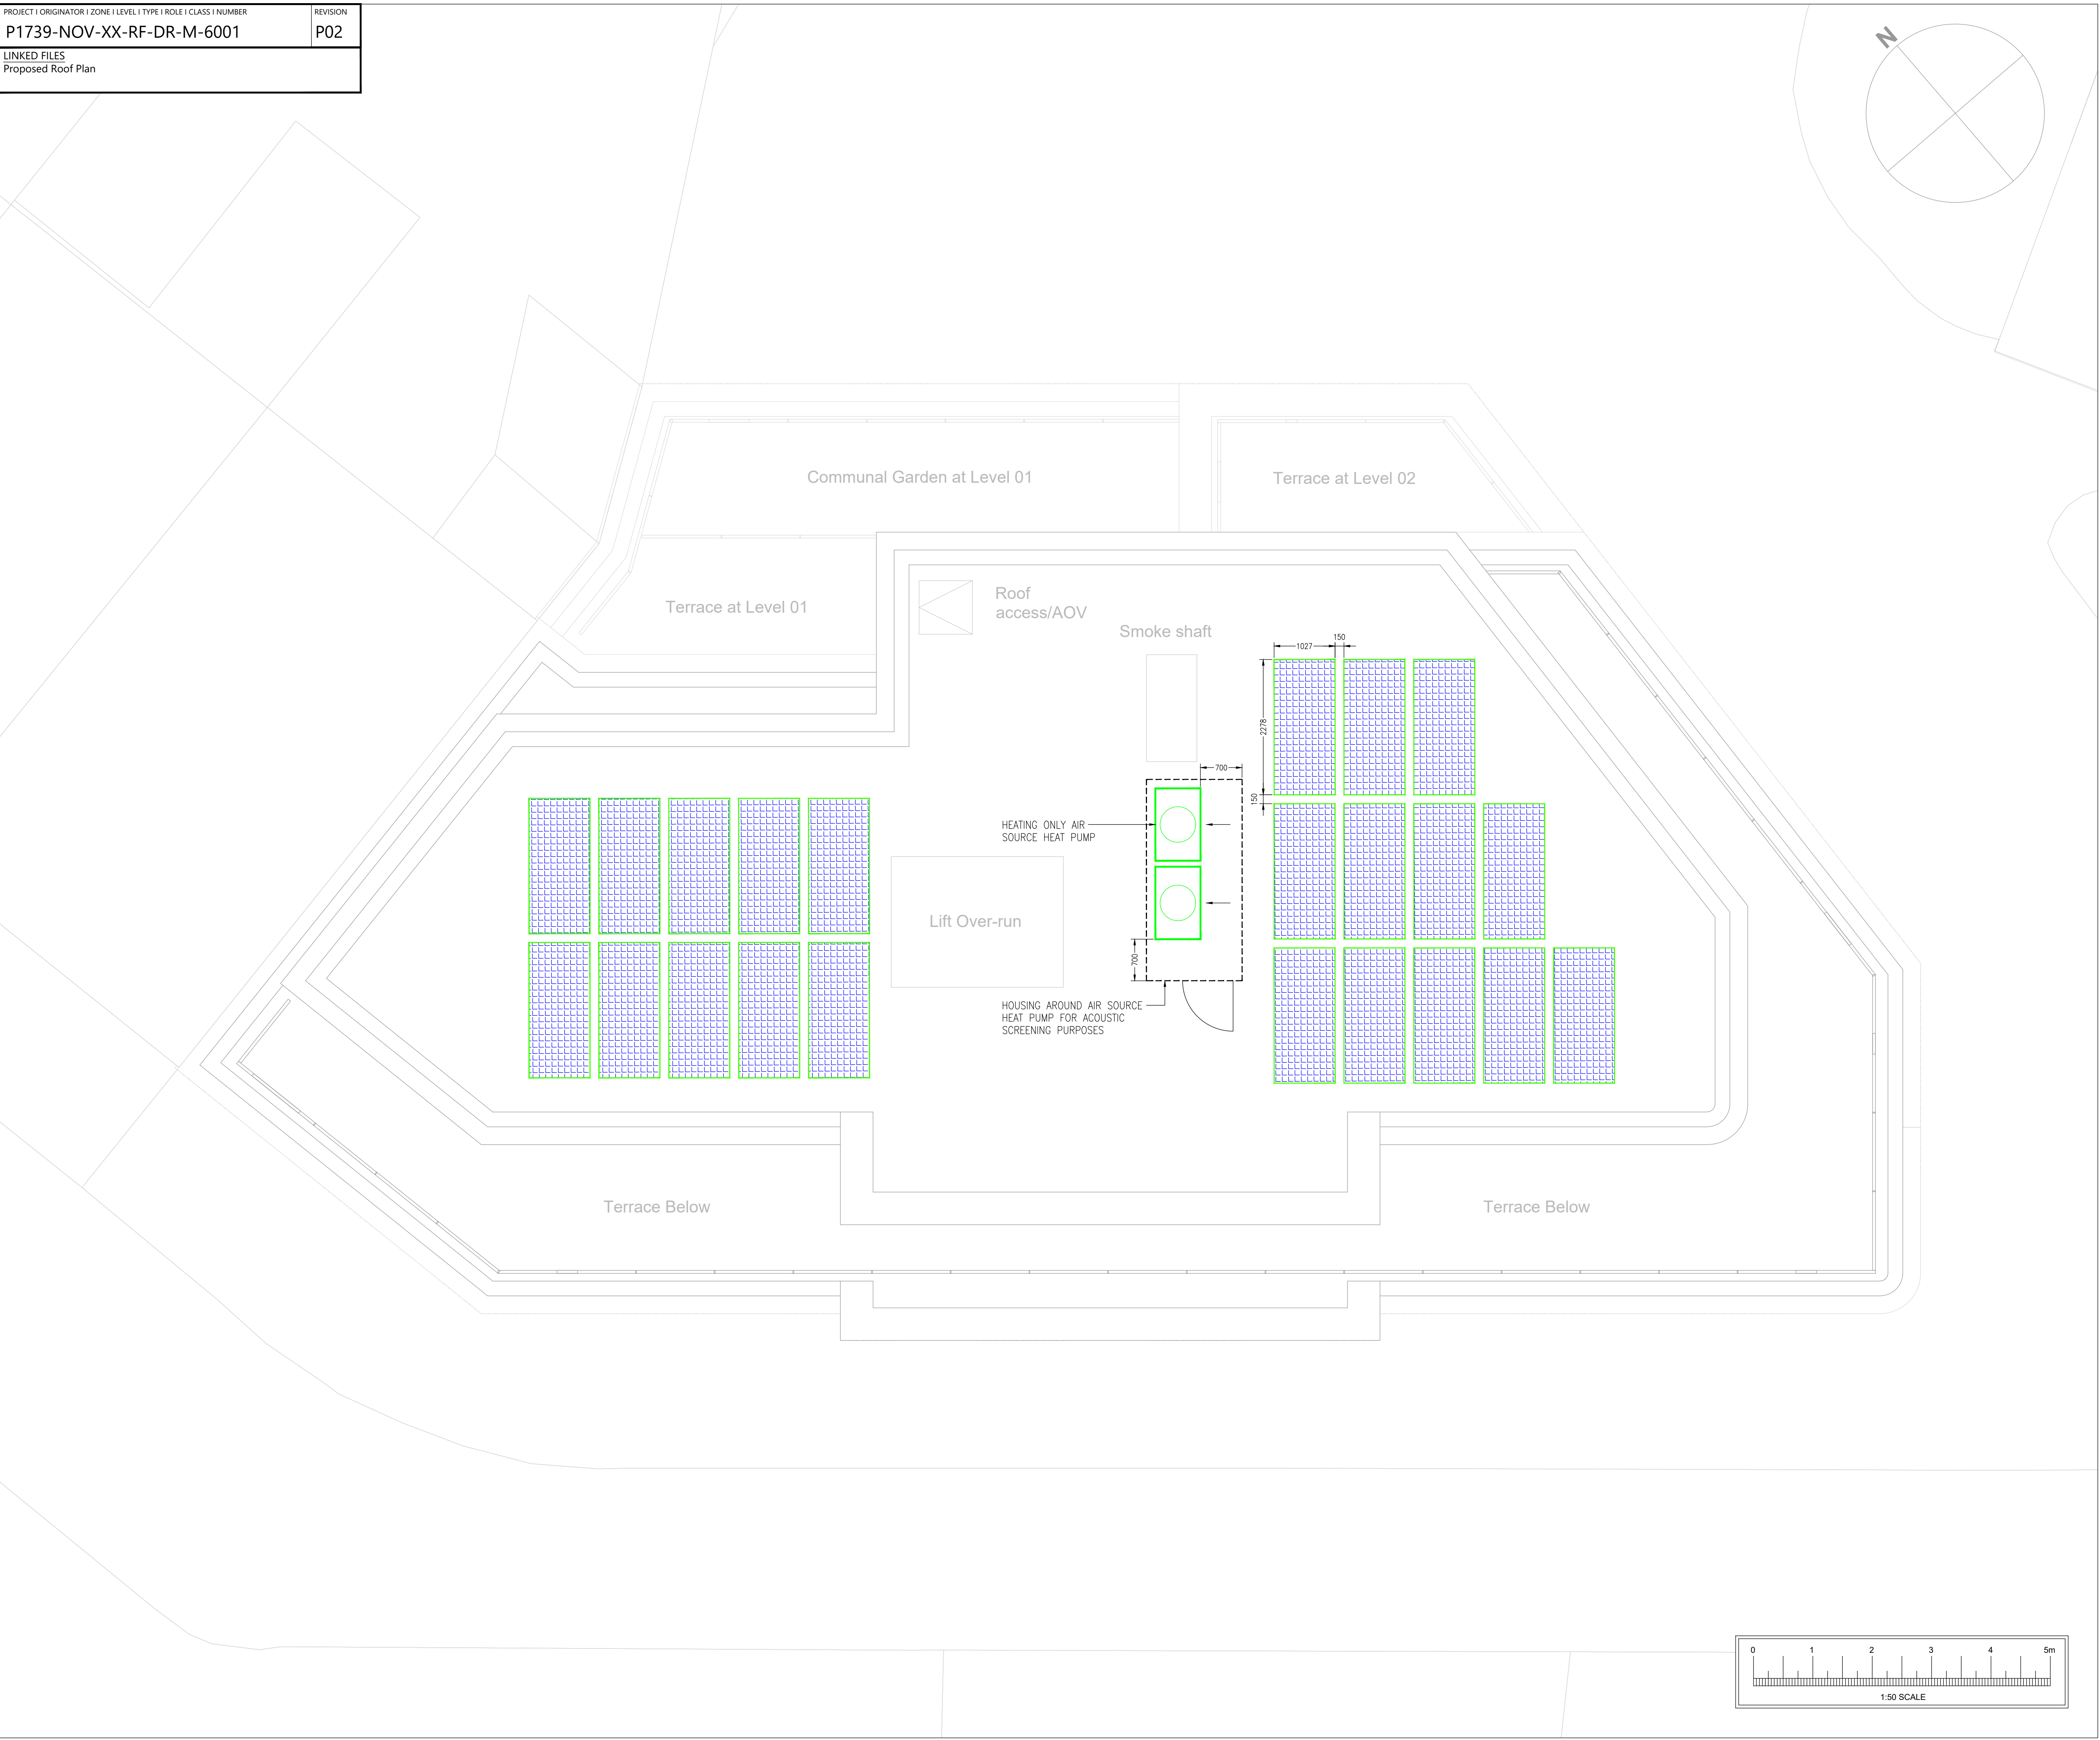 PROJECT I ORIGINATOR I ZONE I LEVEL I TYPE I ROLE I CLASS I NUMBER
REVISION
P1739-NOV-XX-RF-DR-M-6001
P02
LINKED FILES
Proposed Roof Plan
N
Communal Garden at Level 01
Terrace at Level 02
Terrace at Level 01
Roof
access/AOV
Smoke shaft
150
1027
2278
150
700
HEATING ONLY AIR
SOURCE HEAT PUMP
Lift Over-run
700
HOUSING AROUND AIR SOURCE
HEAT PUMP FOR ACOUSTIC
SCREENING PURPOSES
Terrace Below
Terrace Below
0 1 2 3 4 5m
1:50 SCALE